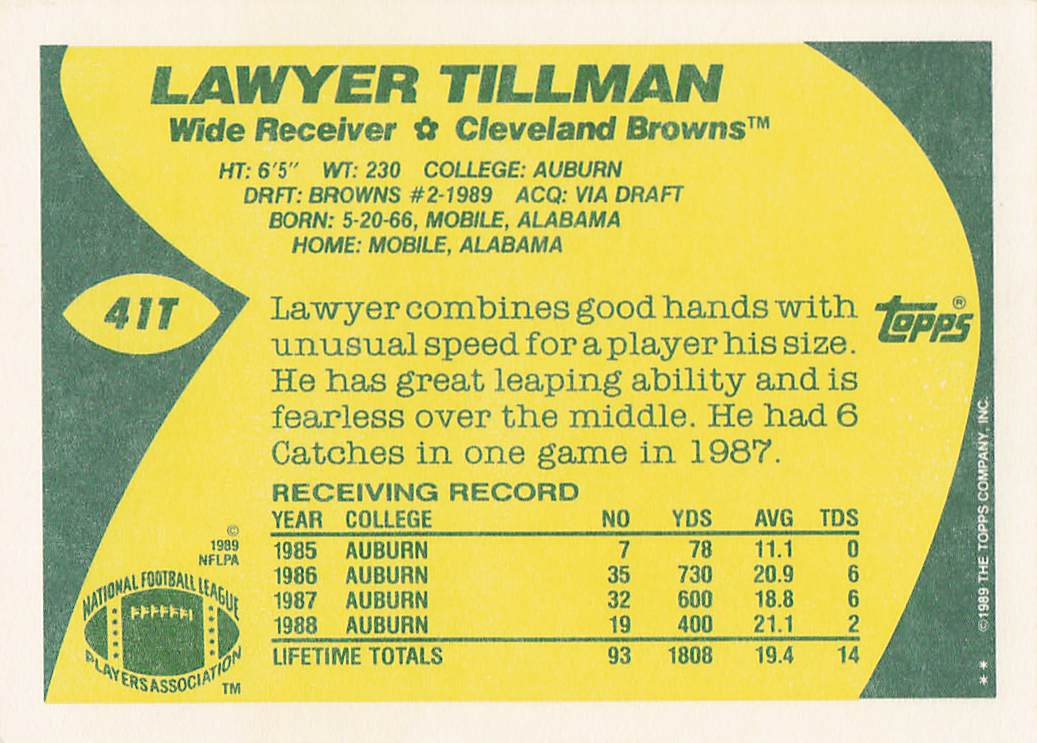 LAWYER TILLMAN
Wide Receiver ✿ Cleveland Browns™
HT: 6'5" WT: 230 COLLEGE: AUBURN
DRFT: BROWNS #2-1989 ACQ: VIA DRAFT
BORN: 5-20-66, MOBILE, ALABAMA
HOME: MOBILE, ALABAMA
41T
Lawyer combines good hands with
unusual speed for a player his size.
He has great leaping ability and is
fearless over the middle. He had 6
Catches in one game in 1987.
topps®
RECEIVING RECORD
YEAR COLLEGE NO YDS AVG TDS
1985 AUBURN 7 78 11.1 0
1986 AUBURN 35 730 20.9 6
1987 AUBURN 32 600 18.8 6
1988 AUBURN 19 400 21.1 2
LIFETIME TOTALS 93 1808 19.4 14
©
1989
NFLPA
NATIONAL FOOTBALL LEAGUE
PLAYERS ASSOCIATION
TM
©1989 THE TOPPS COMPANY, INC.
* *